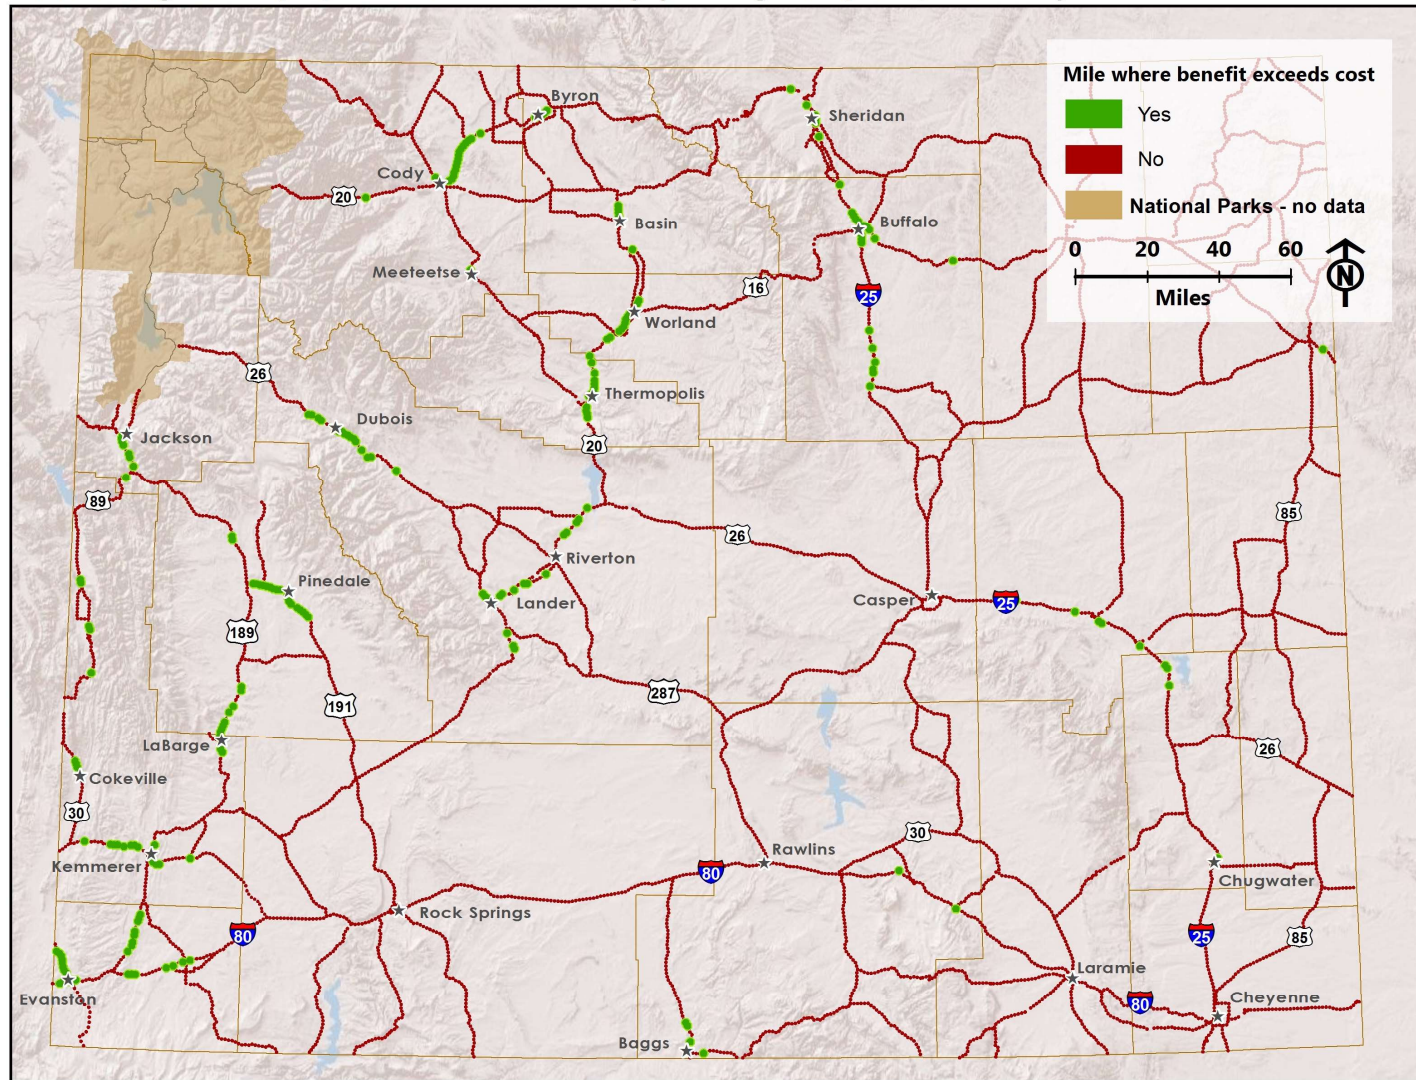 Mile where benefit exceeds cost
Yes
No
National Parks - no data
0 20 40 60
Miles
N
Byron
Sheridan
Cody
20
Basin
Buffalo
Meeteetse
16
25
Worland
26
Thermopolis
Dubois
Jackson
20
89
85
26
Riverton
Pinedale
Lander
Casper
25
189
287
191
LaBarge
26
Cokeville
30
30
Rawlins
Kemmerer
80
Chugwater
Rock Springs
80
25
85
Laramie
Evanston
80
Cheyenne
Baggs